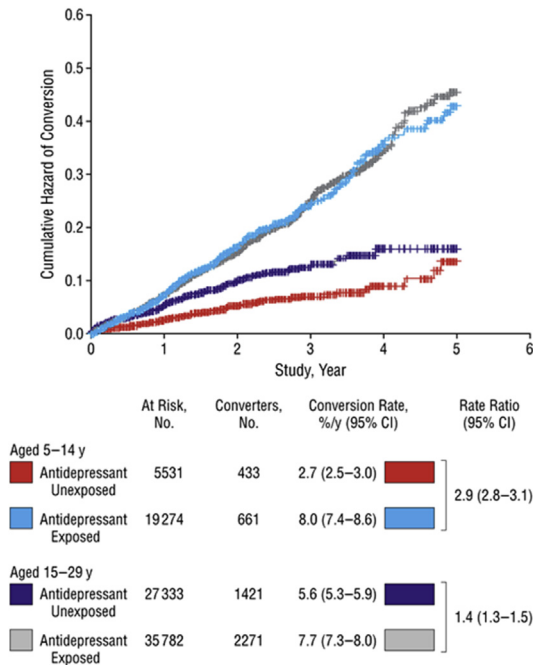 0.6
0.5
0.4
0.3
0.2
0.1
0.0
Cumulative Hazard of Conversion
0 1 2 3 4 5 6
Study, Year
At Risk, No. Converters, No. Conversion Rate, %/y (95% CI) Rate Ratio (95% CI)
Aged 5–14 y
Antidepressant Unexposed 5531 433 2.7 (2.5–3.0)
2.9 (2.8–3.1)
Antidepressant Exposed 19274 661 8.0 (7.4–8.6)
Aged 15–29 y
Antidepressant Unexposed 27333 1421 5.6 (5.3–5.9)
1.4 (1.3–1.5)
Antidepressant Exposed 35782 2271 7.7 (7.3–8.0)